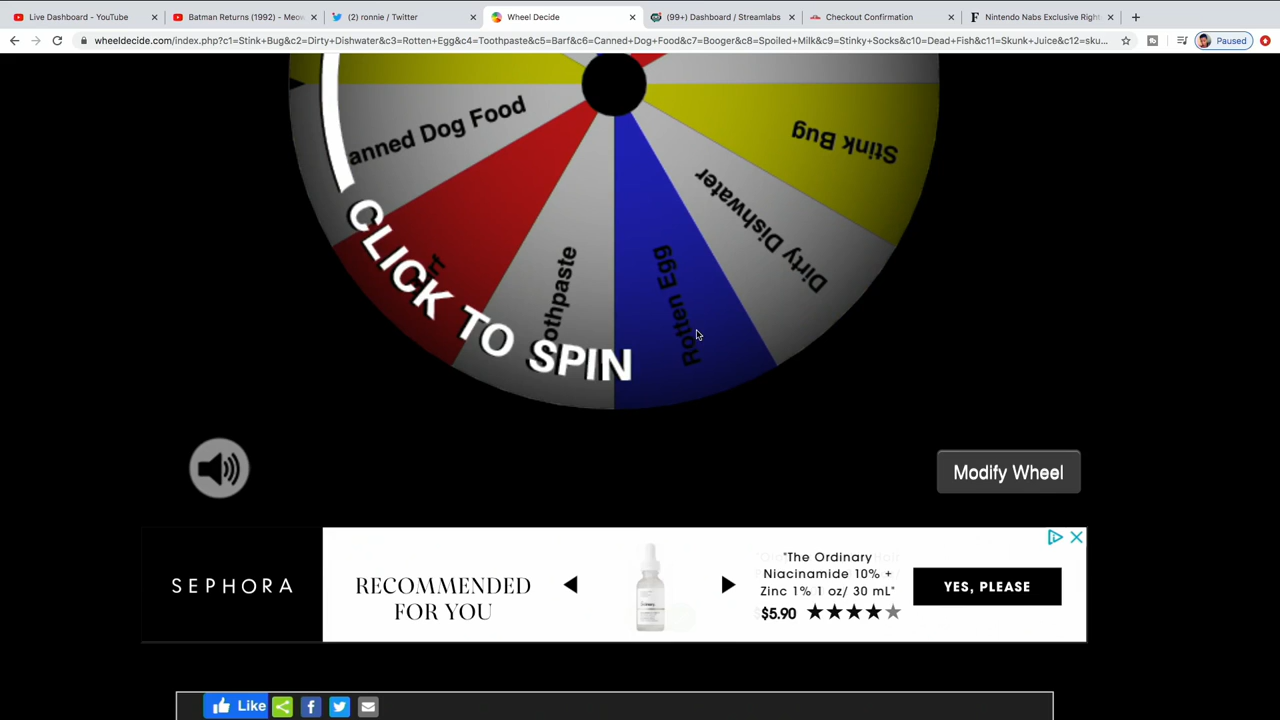 Live Dashboard - YouTube
Batman Returns (1992) - Meow
(2) ronnie / Twitter
Wheel Decide
(99+) Dashboard / Streamlabs
Checkout Confirmation
Nintendo Nabs Exclusive Right
wheeldecide.com/index.php?c1=Stink+Bug&c2=Dirty+Dishwater&c3=Rotten+Egg&c4=Toothpaste&c5=Barf&c6=Canned+Dog+Food&c7=Booger&c8=Spoiled+Milk&c9=Stinky+Socks&c10=Dead+Fish&c11=Skunk+Juice&c12=sku...
Paused
anned Dog Food
Stink Bug
Dirty Dishwater
Rotten Egg
othpaste
rf
CLICK TO SPIN
Modify Wheel
SEPHORA
RECOMMENDED
FOR YOU
"The Ordinary
Niacinamide 10% +
Zinc 1% 1 oz/ 30 mL"
$5.90
YES, PLEASE
Like